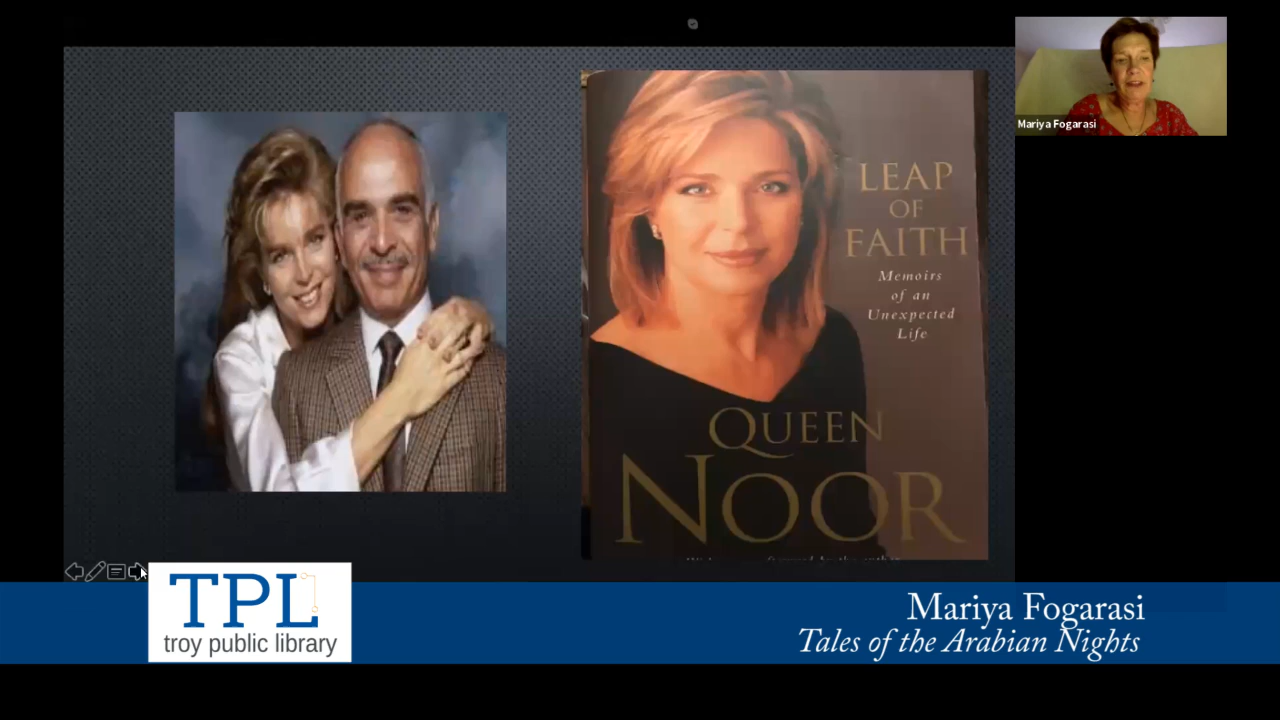 Mariya Fogarasi
LEAP
OF
FAITH
Memoirs
of an
Unexpected
Life
QUEEN
NOOR
TPL
troy public library
Mariya Fogarasi
Tales of the Arabian Nights